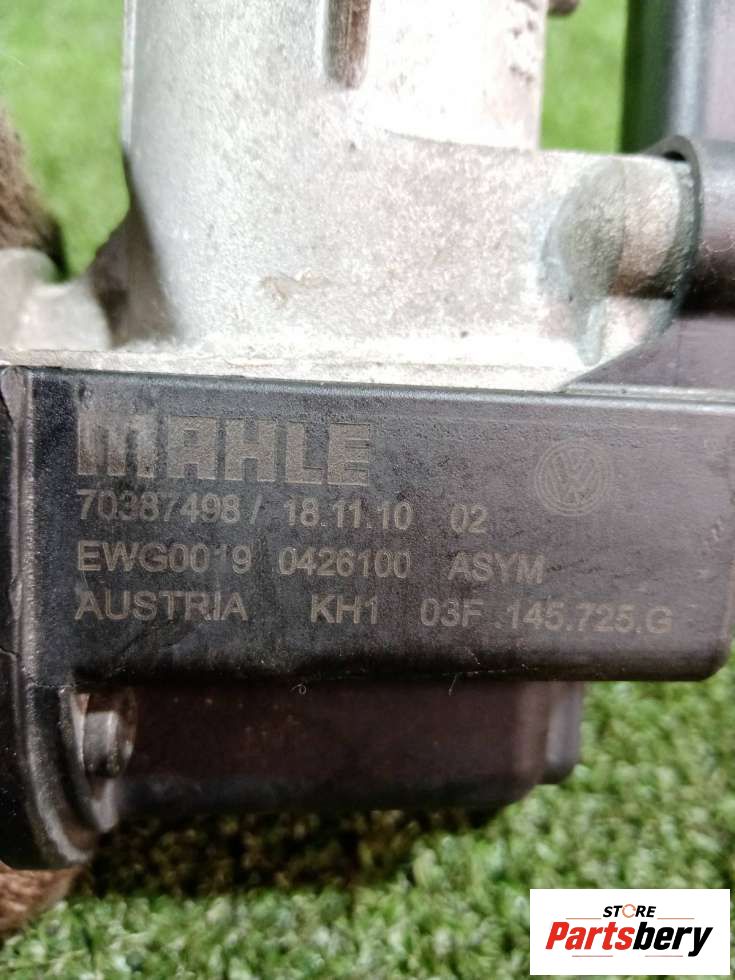 MAHLE
70387498/ 18.11.10 02
EWG0019 0426100 ASYM
AUSTRIA KH1 03F .145.725.G
STORE
Partsbery